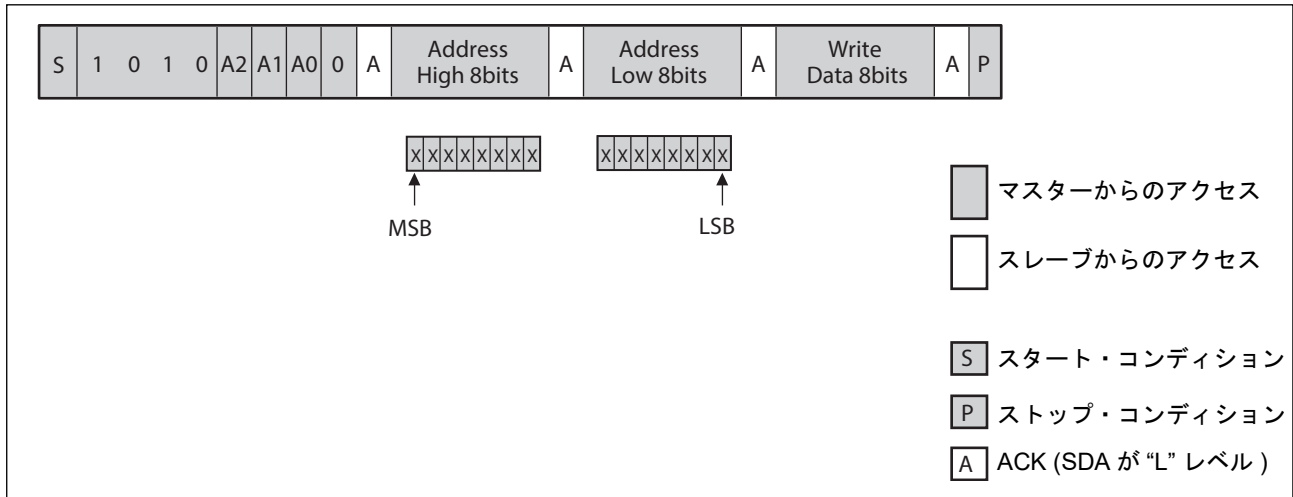 S 1 0 1 0 A2 A1 A0 0 A Address High 8bits A Address Low 8bits A Write Data 8bits A P
X X X X X X X X X X X X X X X X
MSB LSB
マスターからのアクセス
スレーブからのアクセス
S スタート・コンディション
P ストップ・コンディション
A ACK (SDA が “L” レベル )